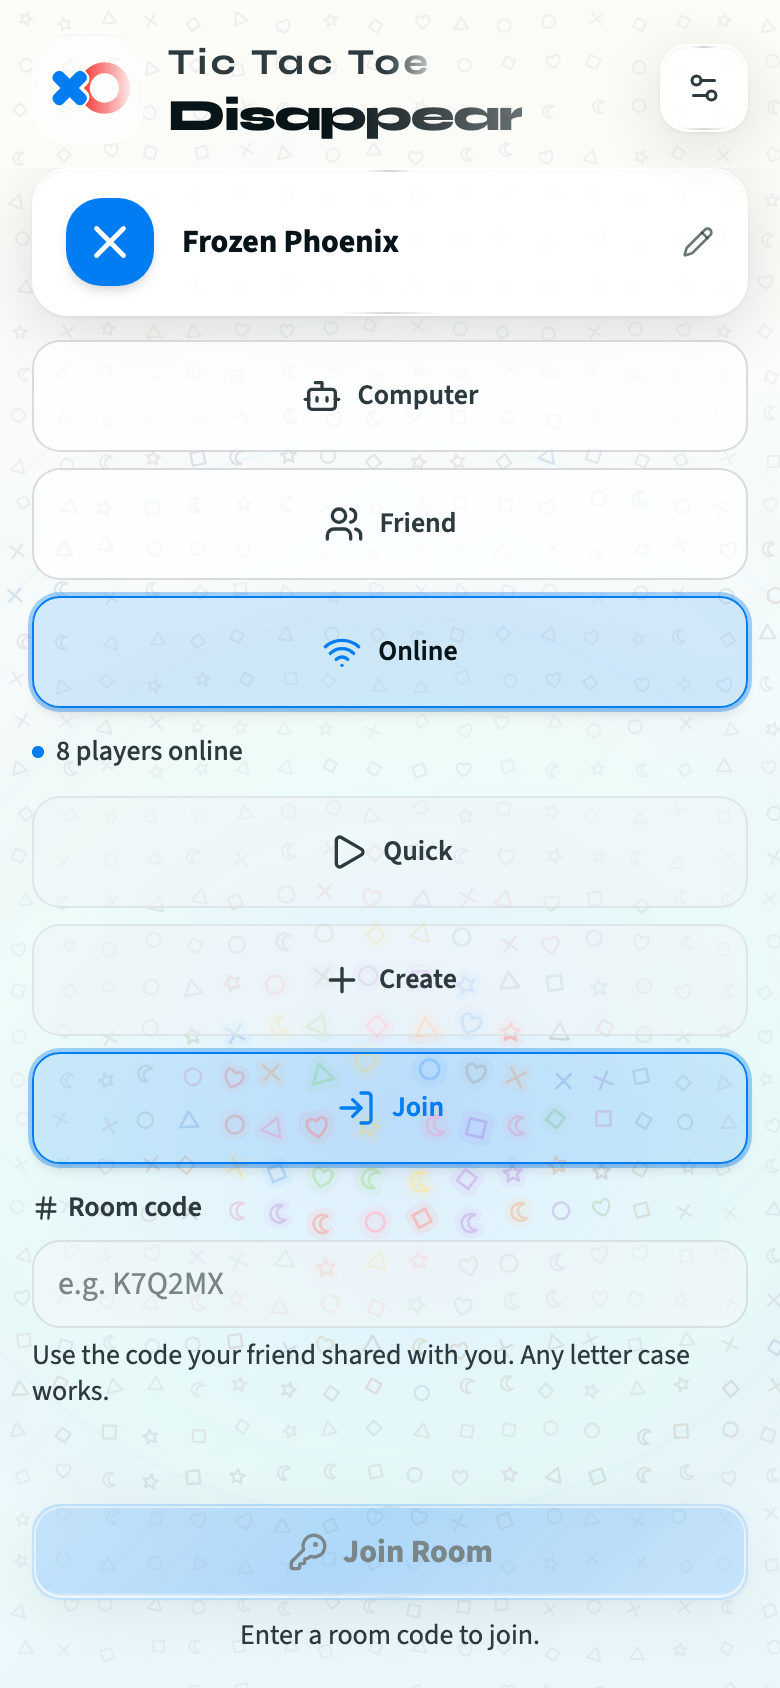 Tic Tac Toe
Disappear
Frozen Phoenix
Computer
Friend
Online
8 players online
Quick
Create
Join
Room code
e.g. K7Q2MX
Use the code your friend shared with you. Any letter case
works.
Join Room
Enter a room code to join.